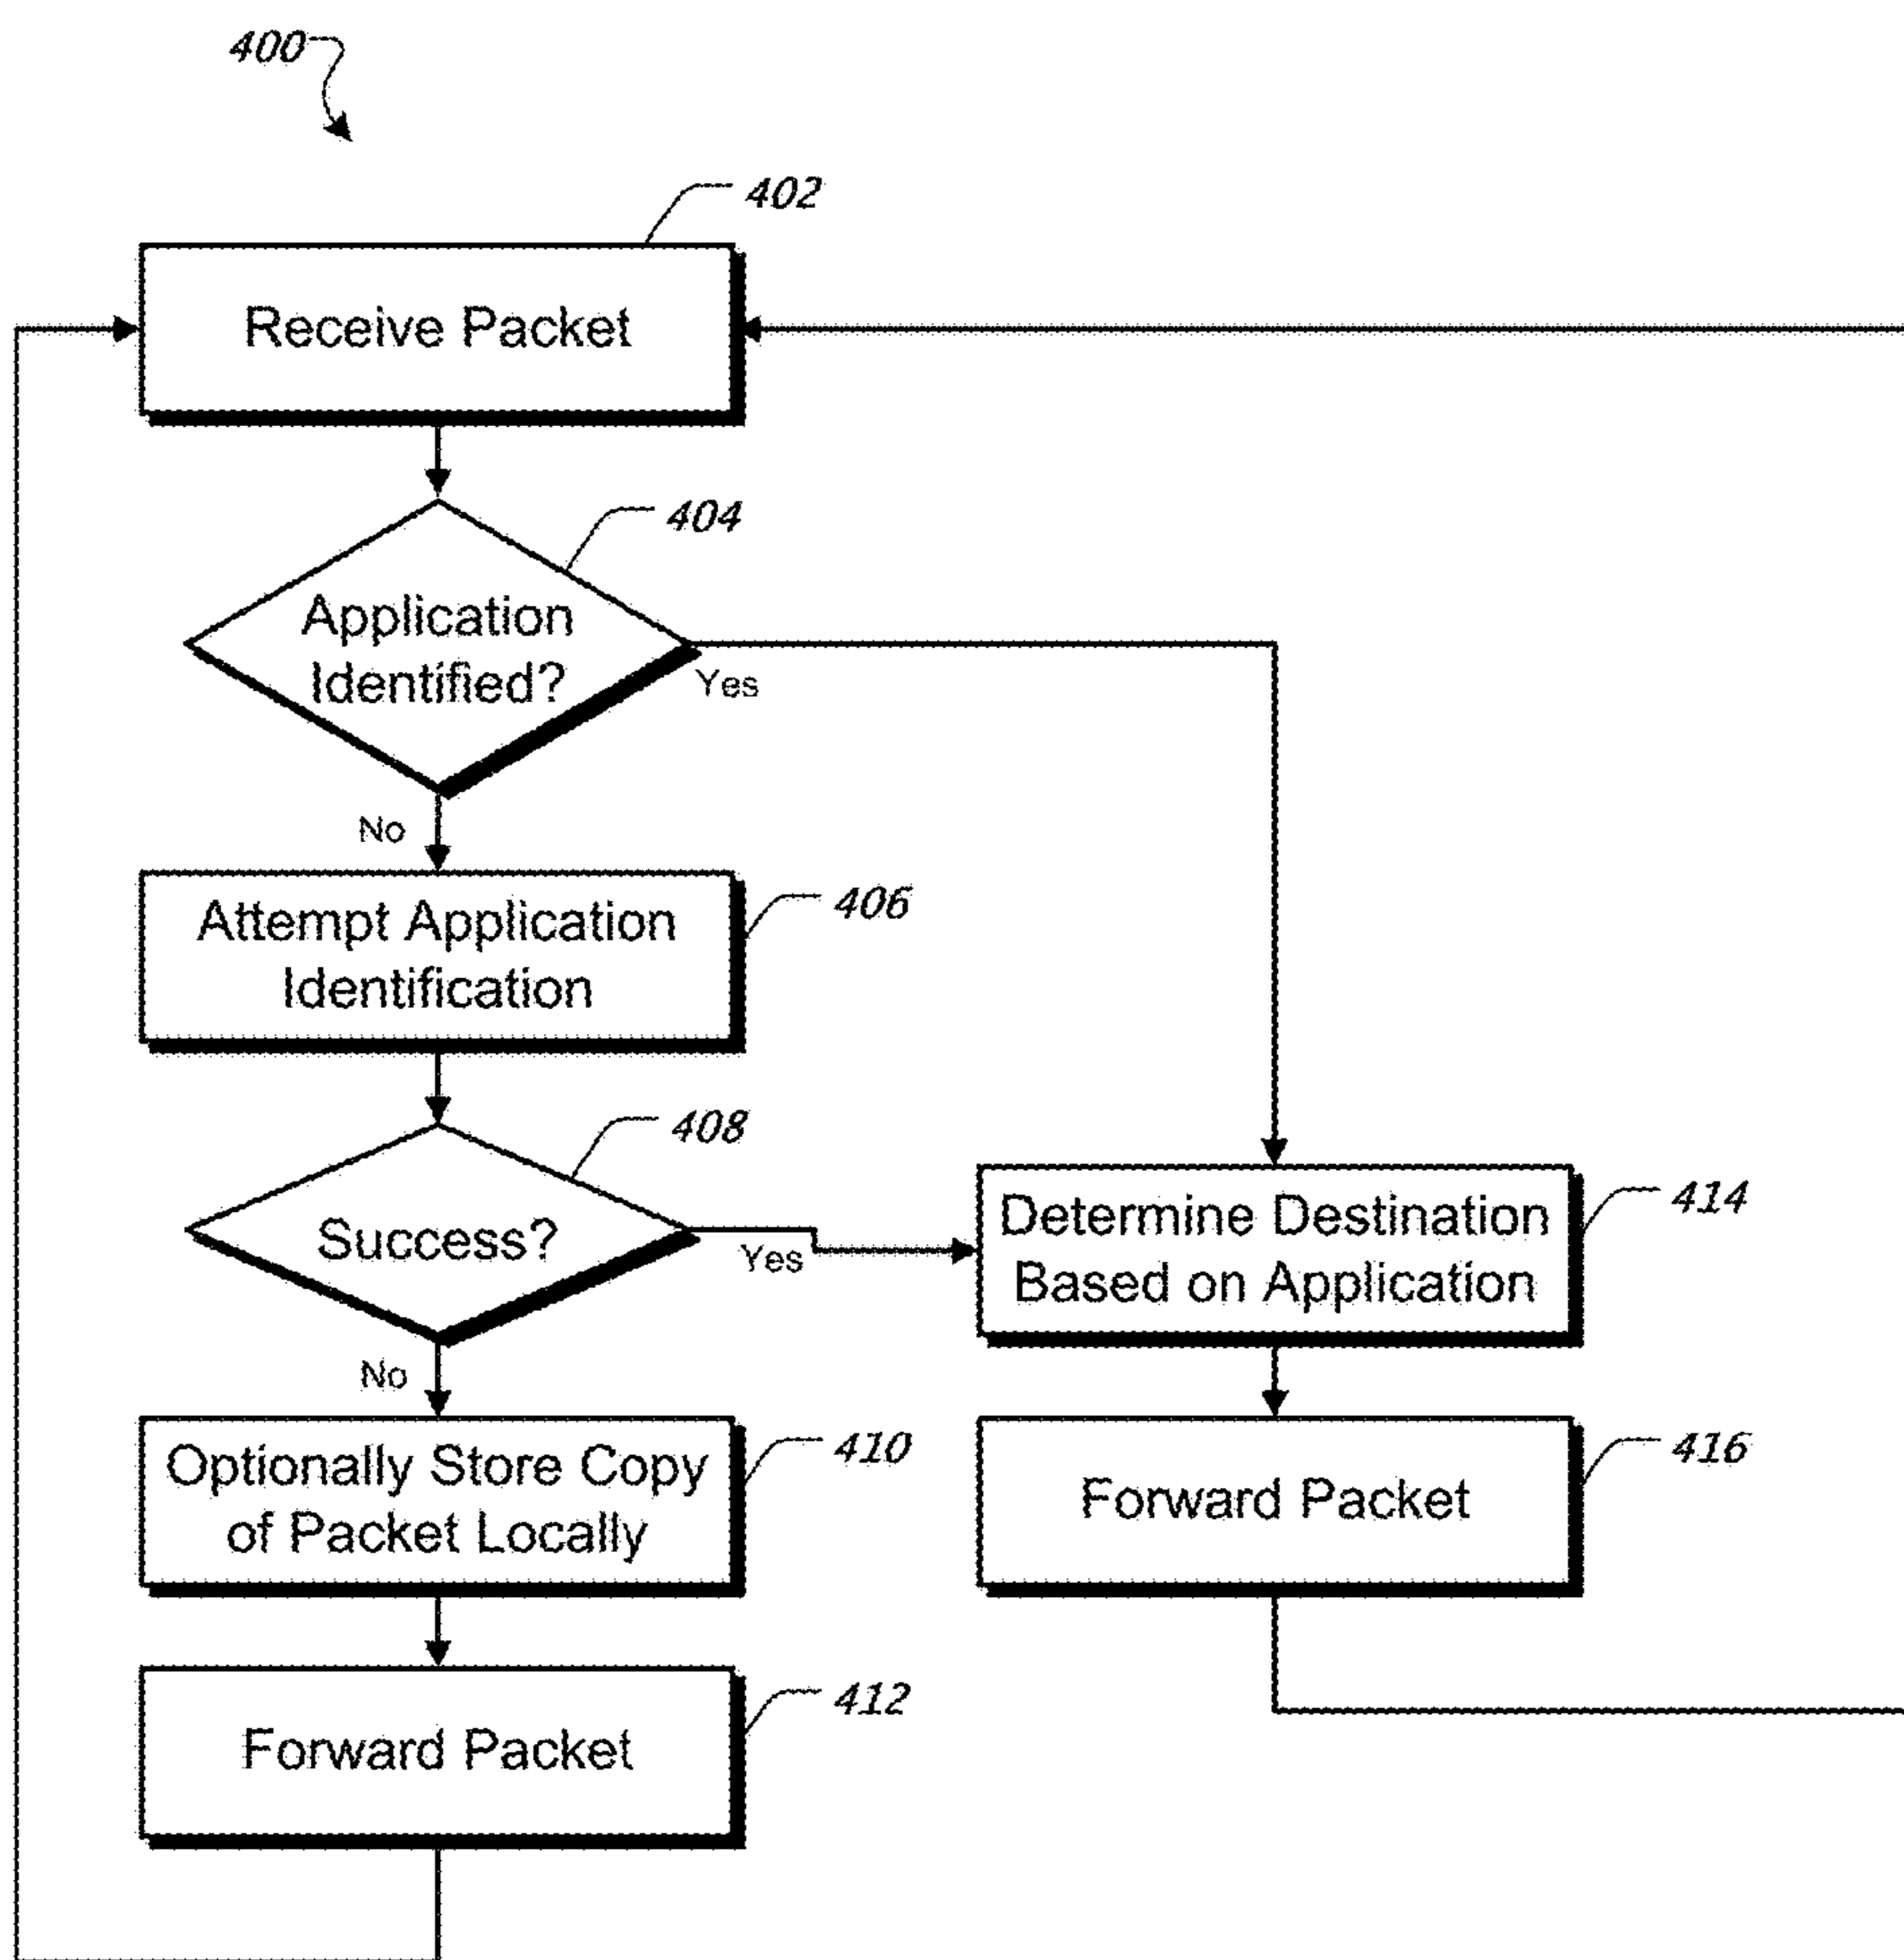 400
402
Receive Packet
404
Application
Identified?
Yes
No
406
Attempt Application
Identification
408
Success?
Yes
No
414
Determine Destination
Based on Application
410
Optionally Store Copy
of Packet Locally
416
Forward Packet
412
Forward Packet